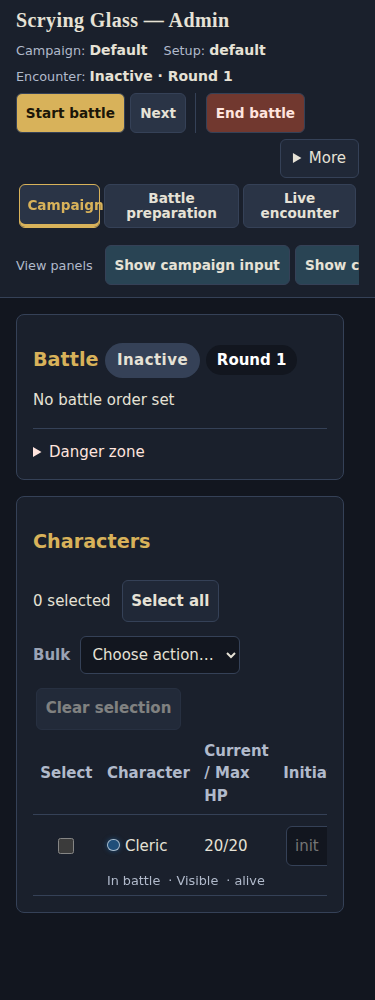 Scrying Glass — Admin
Campaign: Default Setup: default
Encounter: Inactive · Round 1
Start battle Next End battle
More
Campaign Battle preparation Live encounter
View panels Show campaign input Show c
Battle Inactive Round 1
No battle order set
Danger zone
Characters
0 selected Select all
Bulk Choose action...
Clear selection
Select Character Current / Max HP Initia
Cleric 20/20 init
In battle · Visible · alive